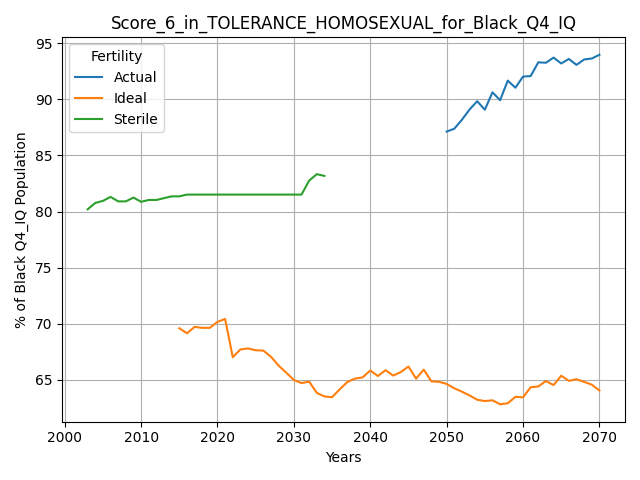 Score_6_in_TOLERANCE_HOMOSEXUAL_for_Black_Q4_IQ
Fertility
Actual
Ideal
Sterile
% of Black Q4_IQ Population
95
90
85
80
75
70
65
2000 2010 2020 2030 2040 2050 2060 2070
Years